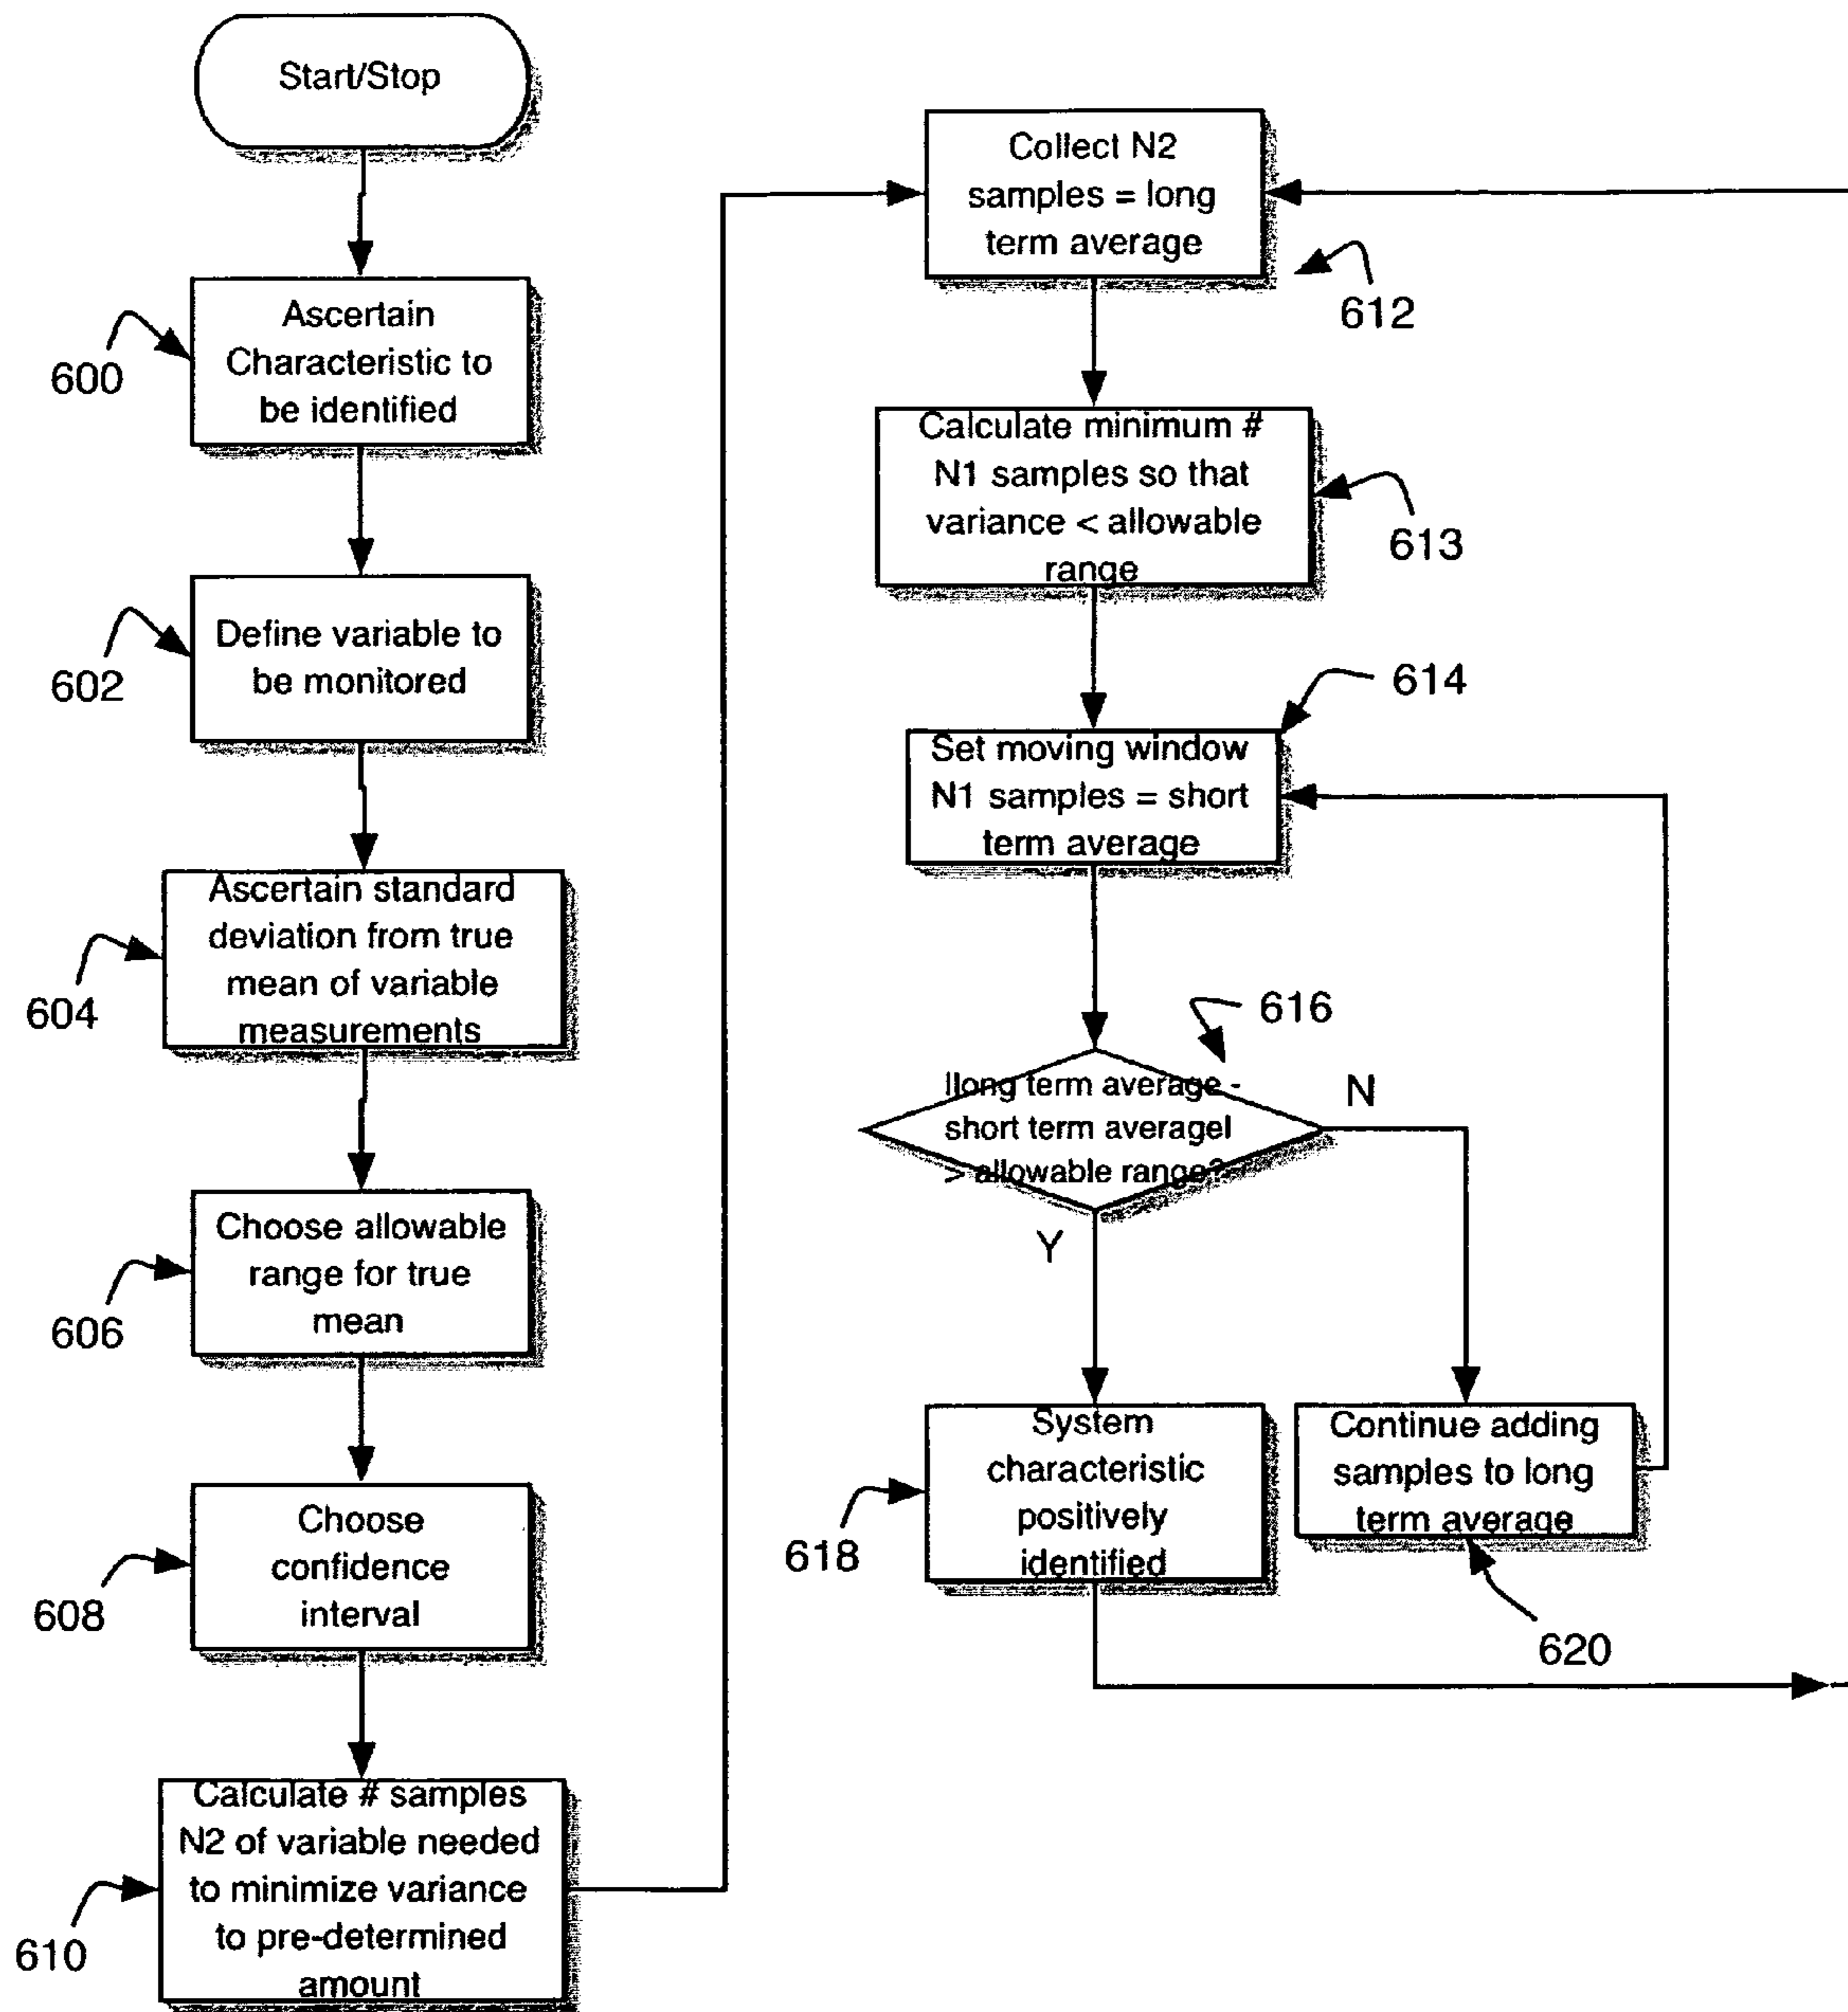 Start/Stop
Ascertain
Characteristic to
be identified
600
Define variable to
be monitored
602
Ascertain standard
deviation from true
mean of variable
measurements
604
Choose allowable
range for true
mean
606
Choose
confidence
interval
608
Calculate # samples
N2 of variable needed
to minimize variance
to pre-determined
amount
610
Collect N2
samples = long
term average
612
Calculate minimum #
N1 samples so that
variance < allowable
range
613
Set moving window
N1 samples = short
term average
614
|long term average -
short term average|
> allowable range?
616
N
Y
System
characteristic
positively
identified
618
Continue adding
samples to long
term average
620